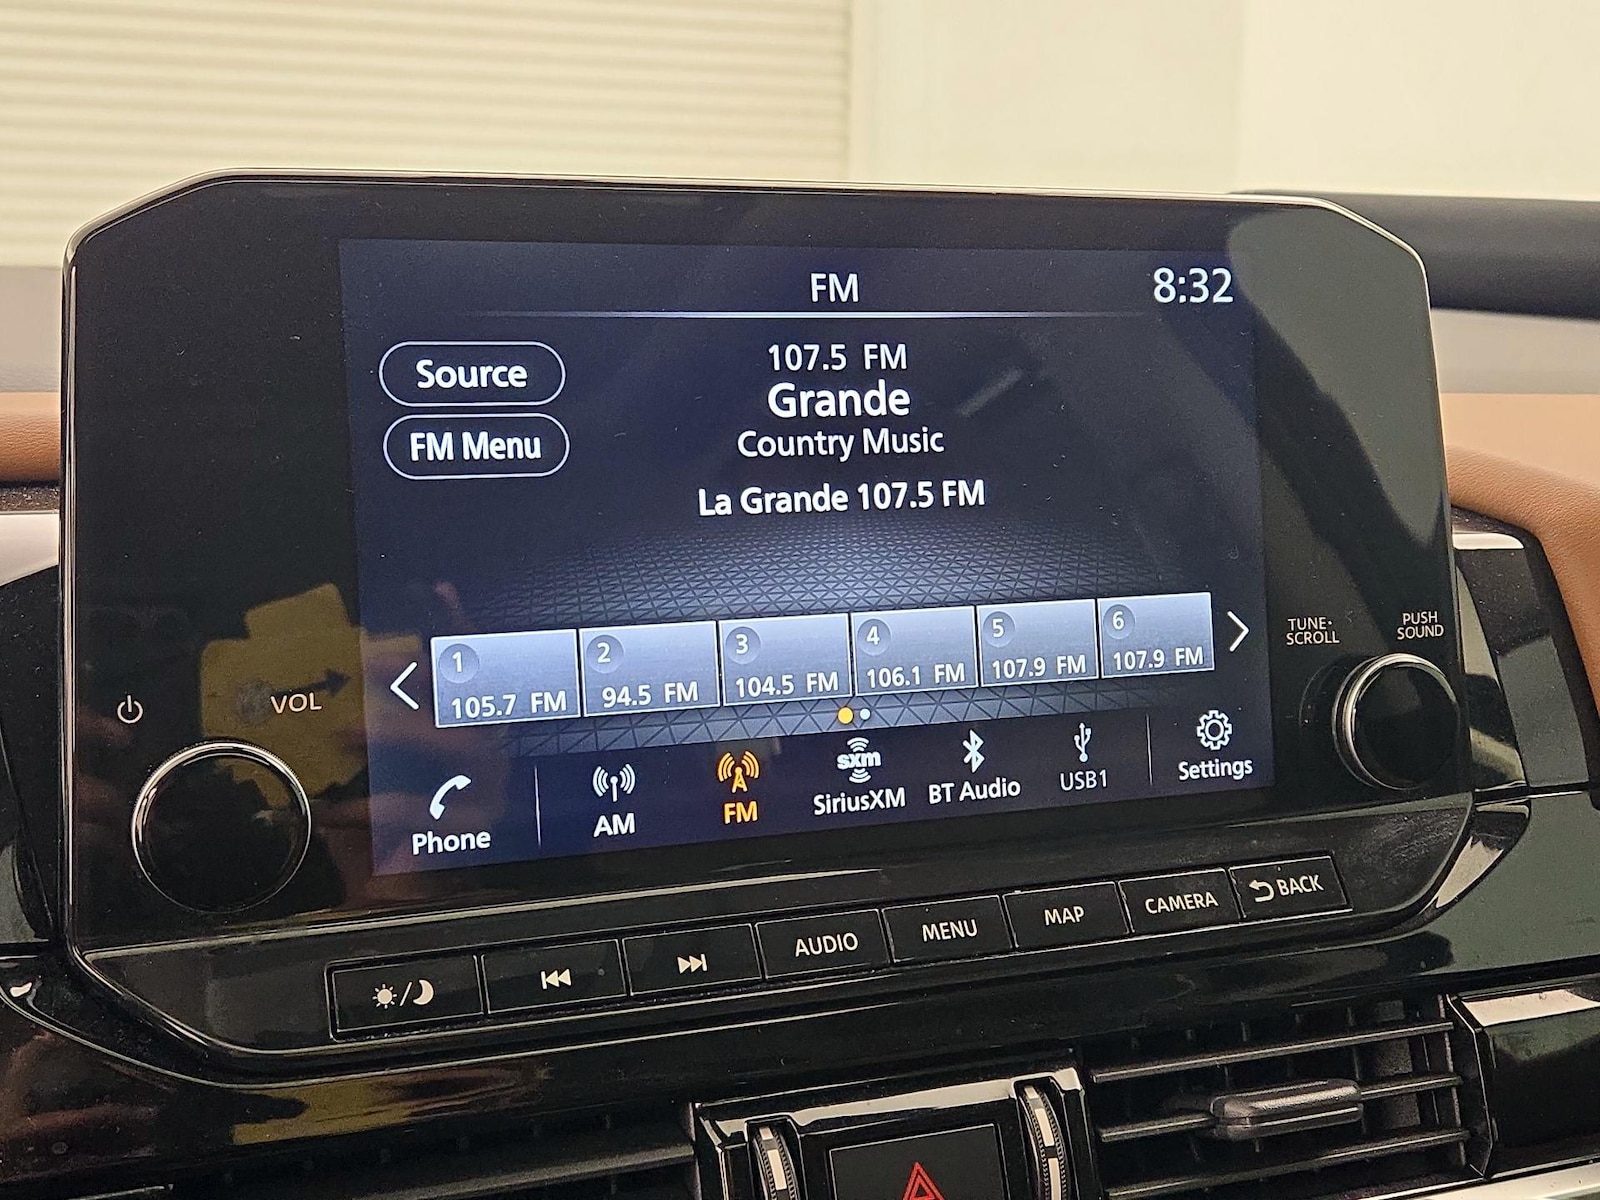 FM
8:32
Source
107.5 FM
Grande
FM Menu
Country Music
La Grande 107.5 FM
1
105.7 FM
2
94.5 FM
3
104.5 FM
4
106.1 FM
5
107.9 FM
6
107.9 FM
TUNE•
SCROLL
PUSH
SOUND
VOL
Phone
AM
FM
sxm
SiriusXM
BT Audio
USB1
Settings
AUDIO
MENU
MAP
CAMERA
BACK